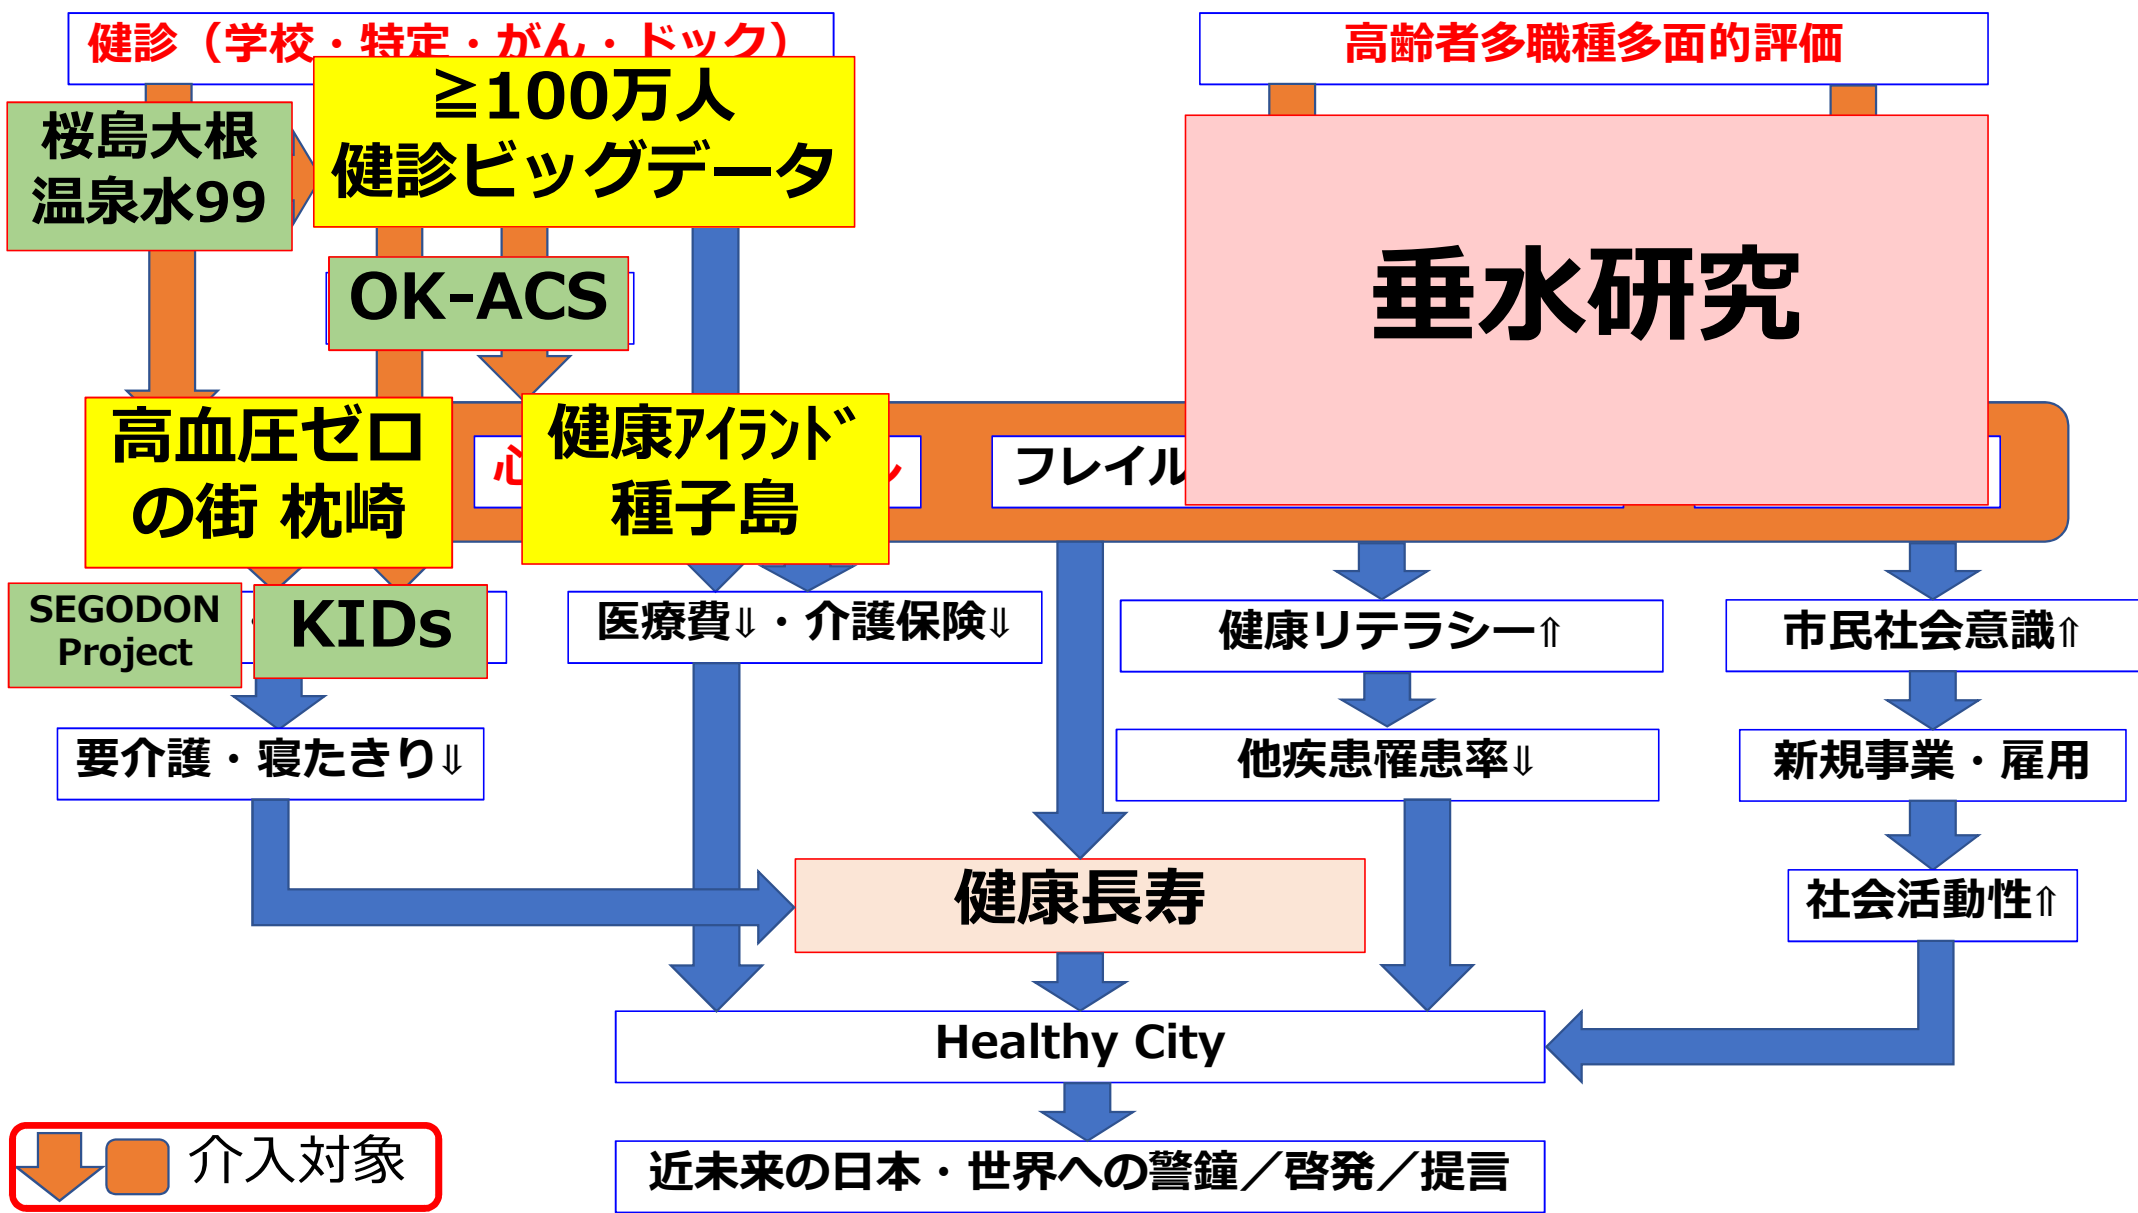 健診（学校・特定・がん・ドック）
高齢者多職種多面的評価
≧100万人
健診ビッグデータ
桜島大根
温泉水99
垂水研究
OK-ACS
高血圧ゼロ
の街 枕崎
健康ｱｲﾗﾝﾄﾞ
種子島
フレイル
SEGODON
Project
KIDs
医療費⇓・介護保険⇓
健康リテラシー⇑
市民社会意識⇑
要介護・寝たきり⇓
他疾患罹患率⇓
新規事業・雇用
健康長寿
社会活動性⇑
Healthy City
介入対象
近未来の日本・世界への警鐘／啓発／提言